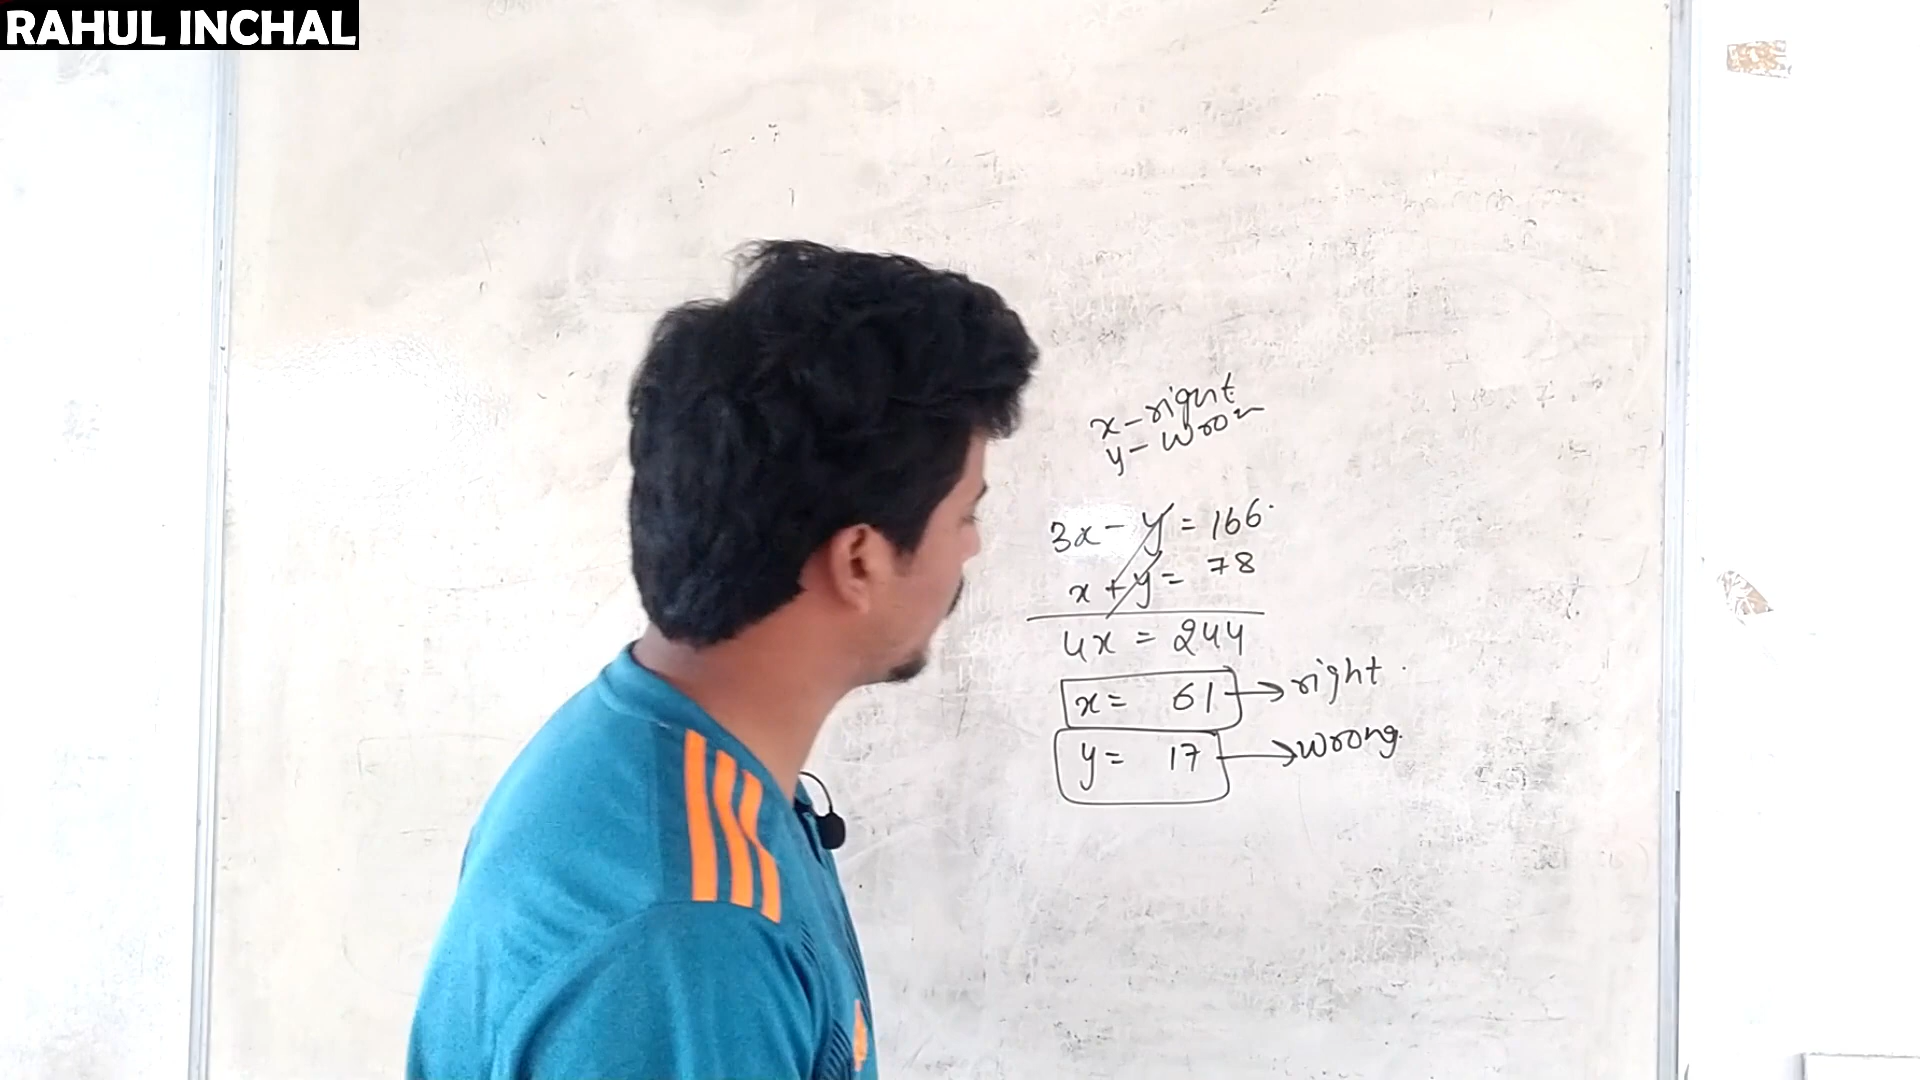 RAHUL INCHAL
x - right
y - wron
3x - y = 166
x + y = 78
4x = 244
x = 61 → right
y = 17 → wrong.